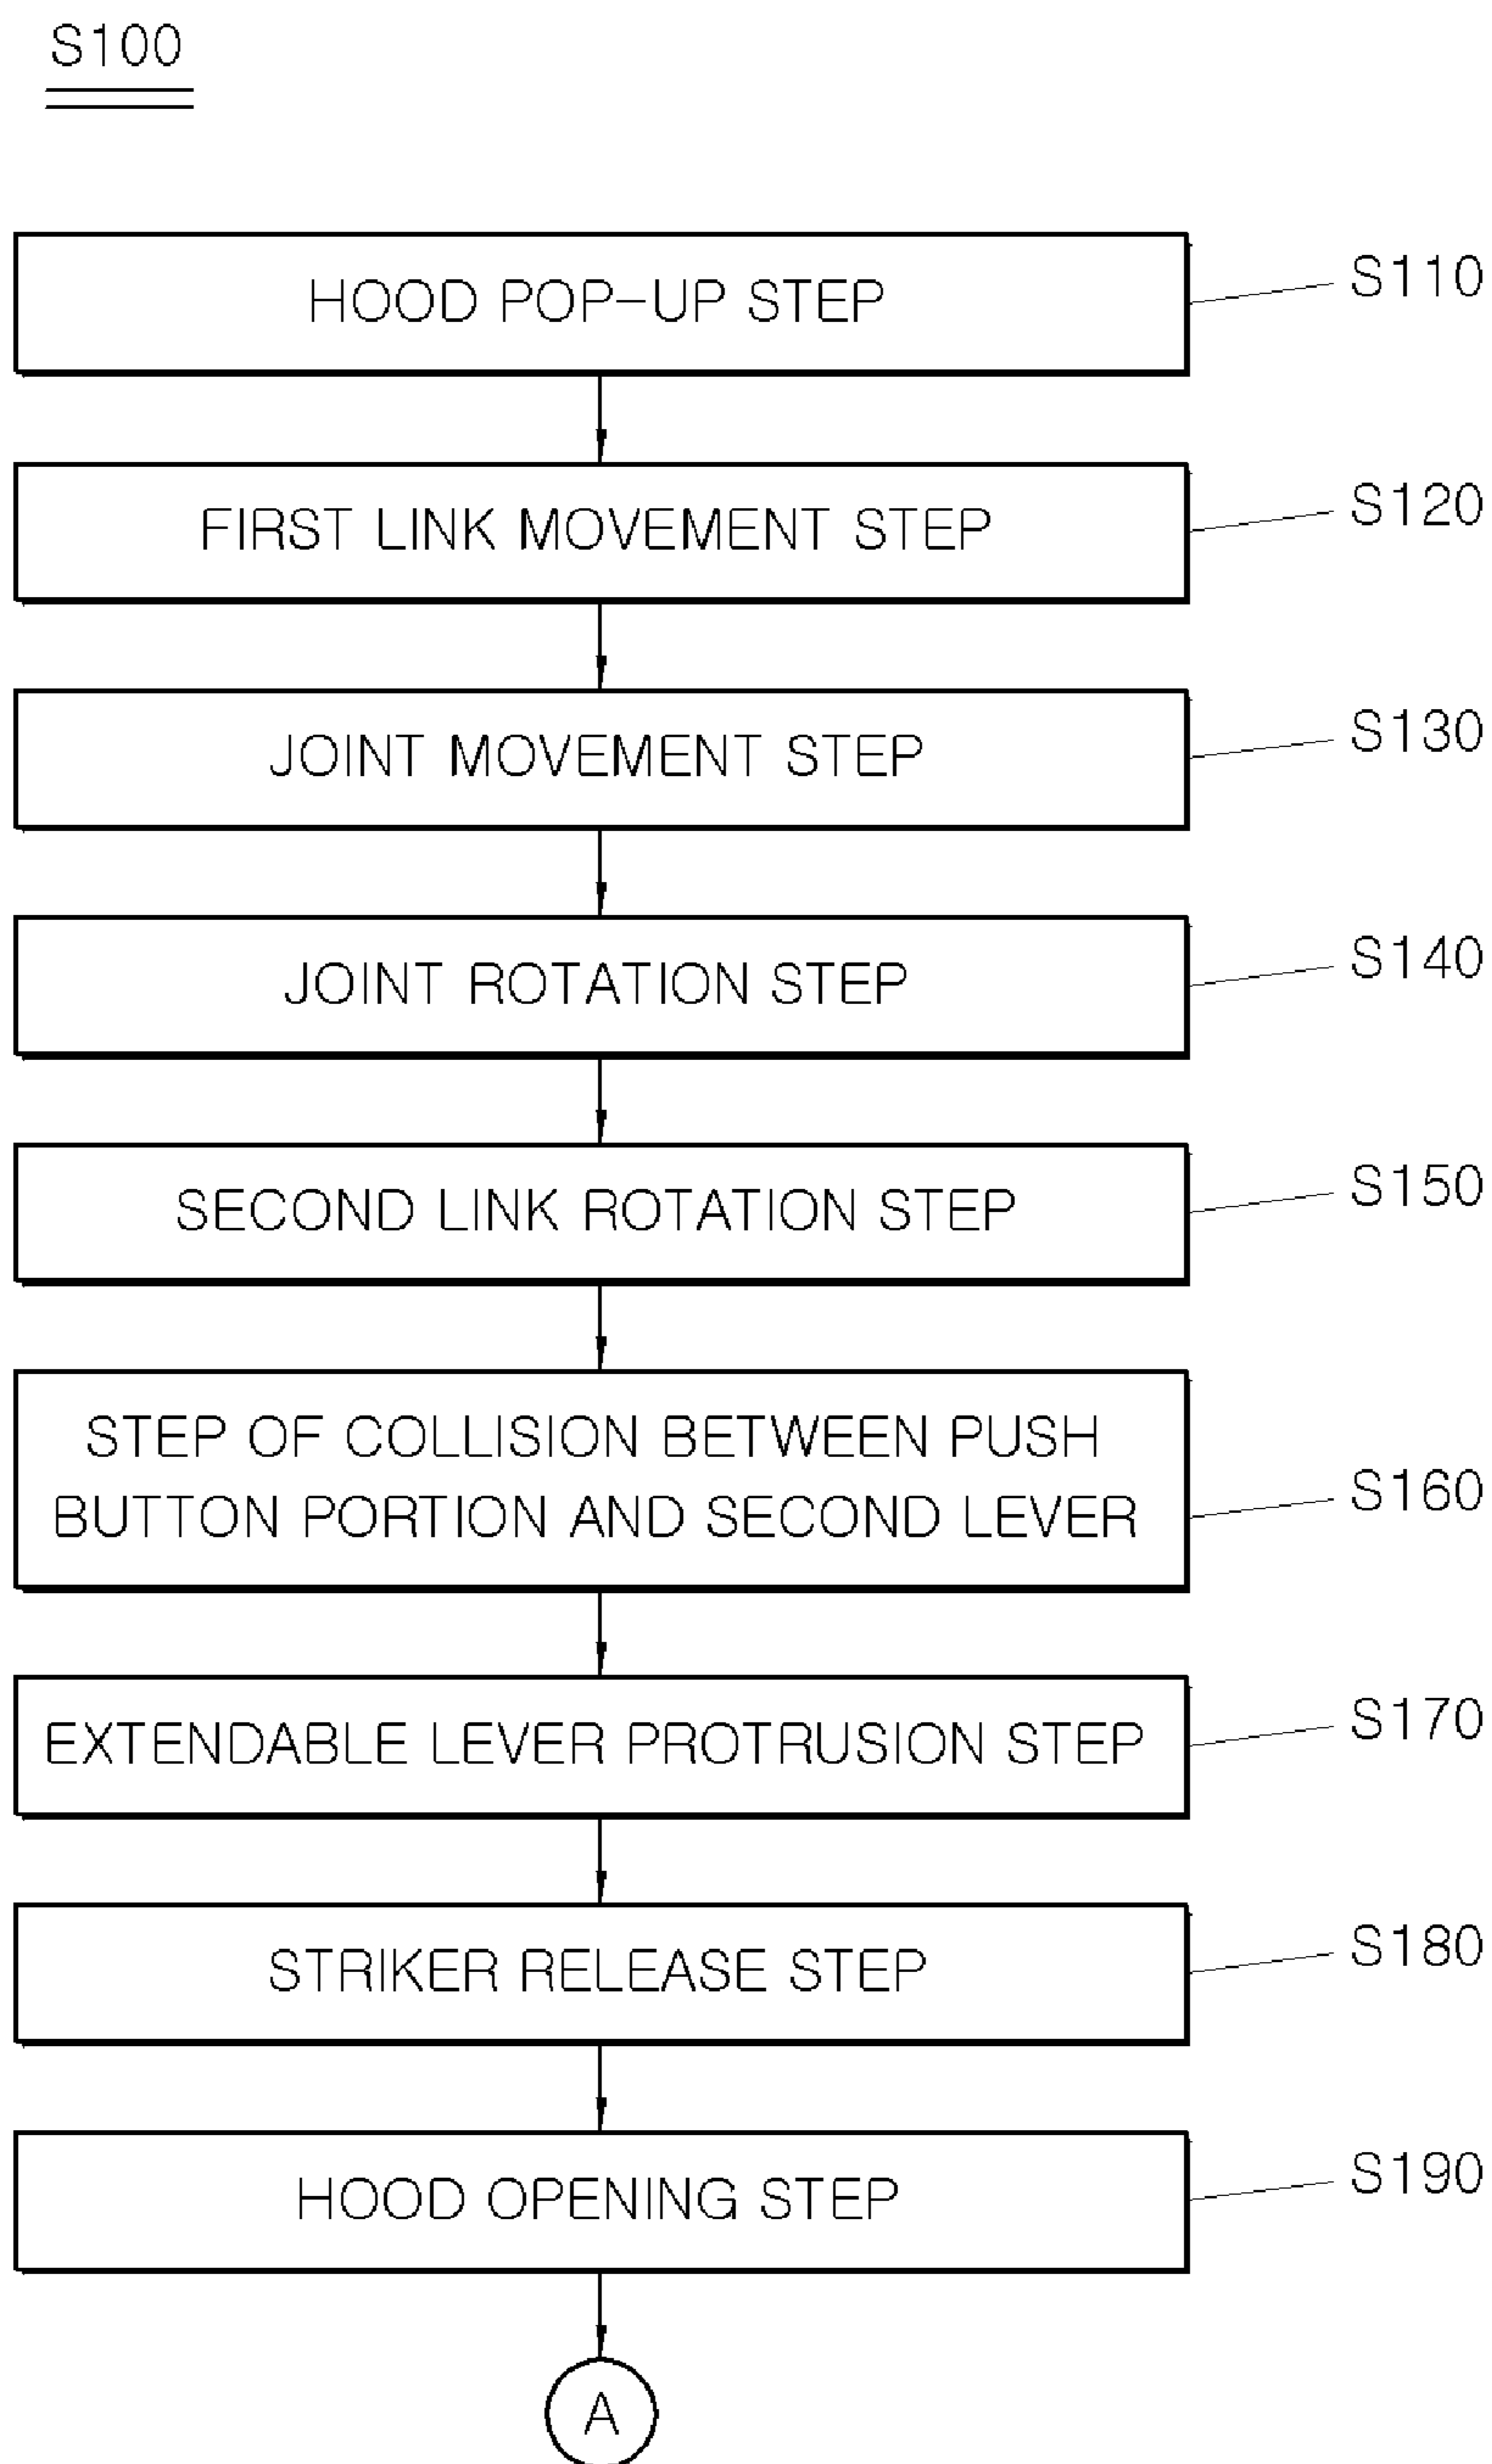 S100
HOOD POP-UP STEP
S110
FIRST LINK MOVEMENT STEP
S120
JOINT MOVEMENT STEP
S130
JOINT ROTATION STEP
S140
SECOND LINK ROTATION STEP
S150
STEP OF COLLISION BETWEEN PUSH
BUTTON PORTION AND SECOND LEVER
S160
EXTENDABLE LEVER PROTRUSION STEP
S170
STRIKER RELEASE STEP
S180
HOOD OPENING STEP
S190
A